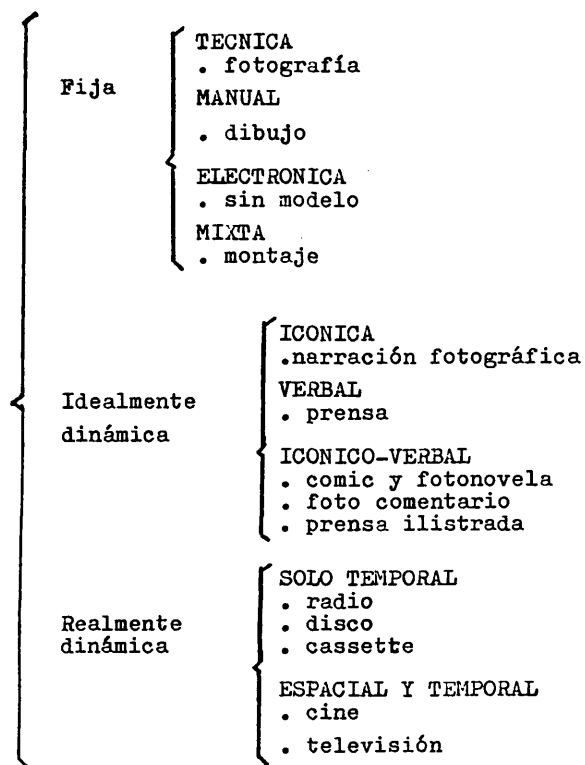 Fija
TECNICA
. fotografía
MANUAL
. dibujo
ELECTRONICA
. sin modelo
MIXTA
. montaje
Idealmente
dinámica
ICONICA
.narración fotográfica
VERBAL
. prensa
ICONICO-VERBAL
. comic y fotonovela
. foto comentario
. prensa ilistrada
Realmente
dinámica
SOLO TEMPORAL
. radio
. disco
. cassette
ESPACIAL Y TEMPORAL
. cine
. televisión